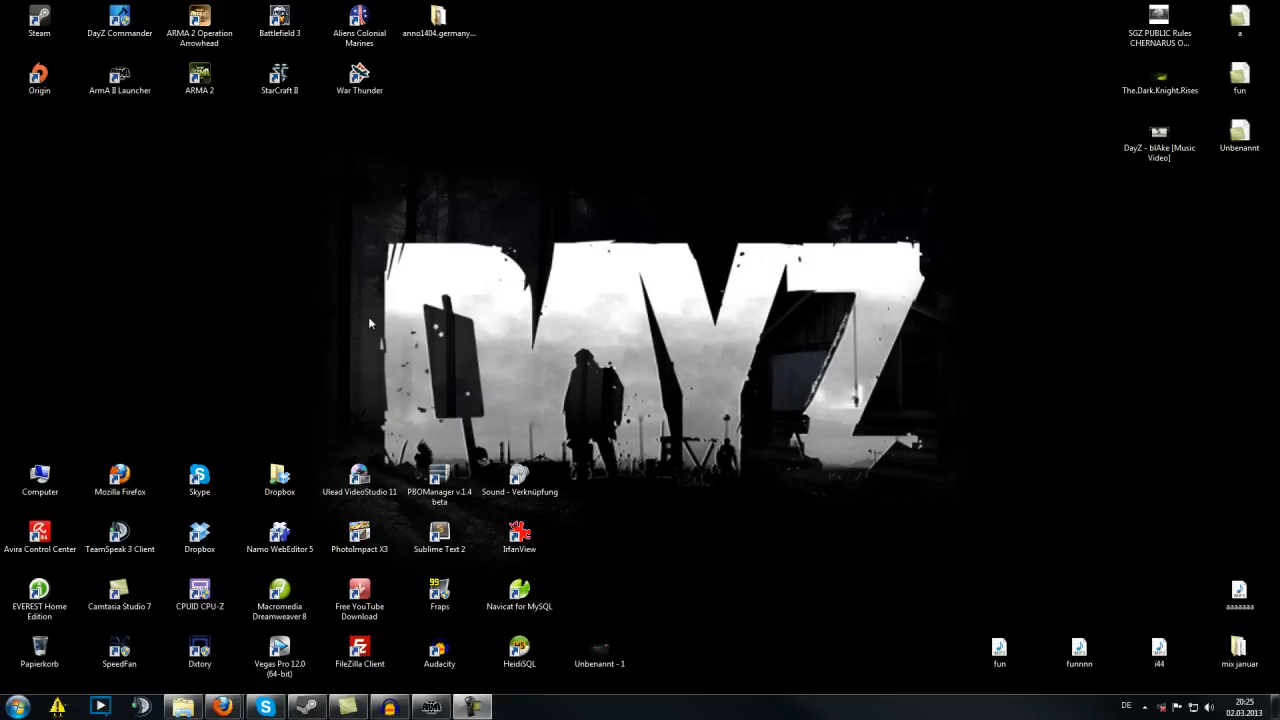 Steam
DayZ Commander
ARMA 2 Operation
Arrowhead
Battlefield 3
Aliens Colonial
Marines
anno1404.germany...
SGZ PUBLIC Rules
CHERNARUS O...
a
Origin
ArmA II Launcher
ARMA 2
StarCraft II
War Thunder
The.Dark.Knight.Rises
fun
DayZ - blAke [Music
Video]
Unbenannt
DAYZ
Computer
Mozilla Firefox
Skype
Dropbox
Ulead VideoStudio 11
PBOManager v.1.4
beta
Sound - Verknüpfung
Avira Control Center
TeamSpeak 3 Client
Dropbox
Namo WebEditor 5
PhotoImpact X3
Sublime Text 2
IrfanView
EVEREST Home
Edition
Camtasia Studio 7
CPUID CPU-Z
Macromedia
Dreamweaver 8
Free YouTube
Download
99
Fraps
Navicat for MySQL
aaaaaaa
Papierkorb
SpeedFan
Dxtory
Vegas Pro 12.0
(64-bit)
FileZilla Client
Audacity
HeidiSQL
Unbenannt - 1
fun
funnnn
i44
mix januar
DE
20:25
02.03.2013